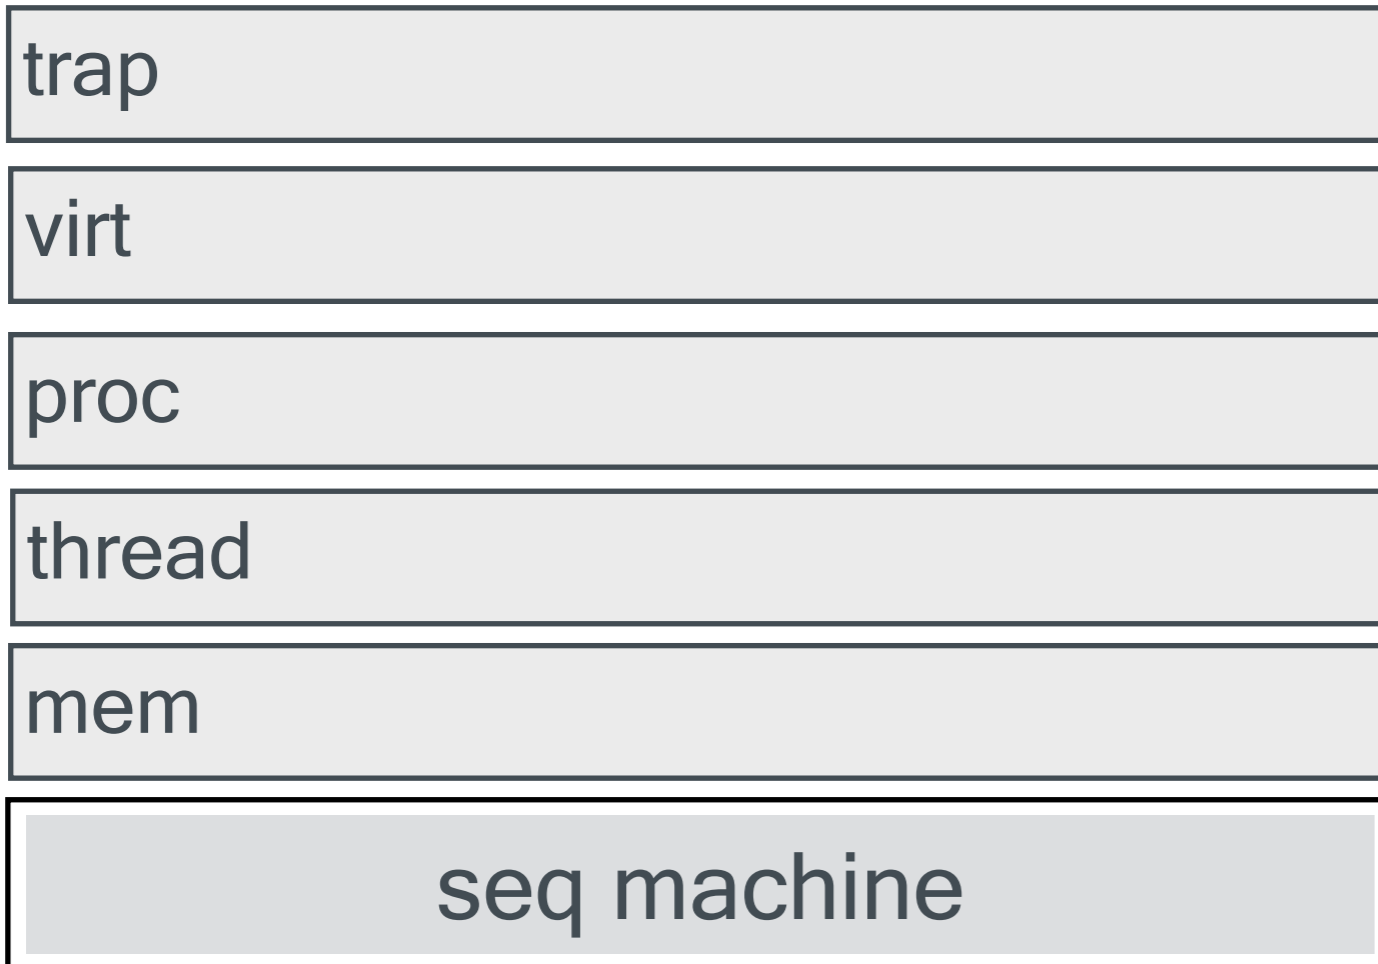 trap
virt
proc
thread
mem
seq machine